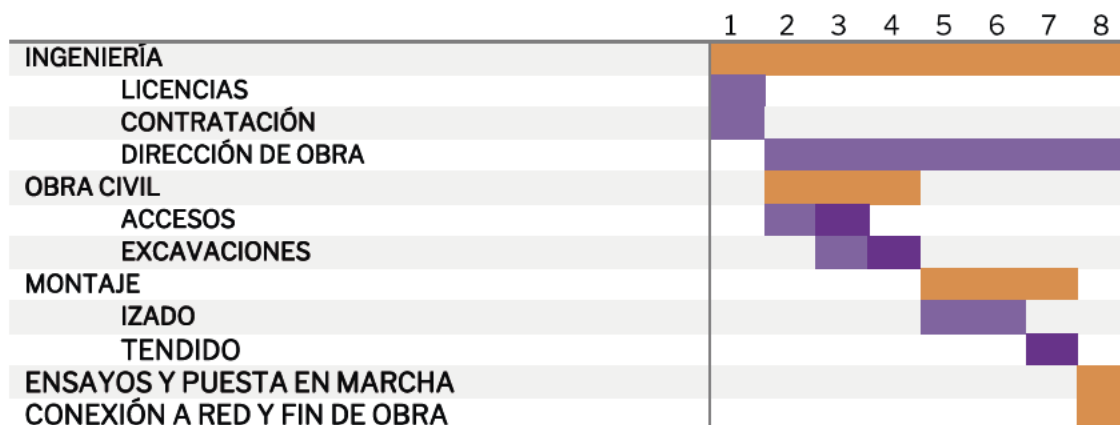 1 2 3 4 5 6 7 8
INGENIERÍA
LICENCIAS
CONTRATACIÓN
DIRECCIÓN DE OBRA
OBRA CIVIL
ACCESOS
EXCAVACIONES
MONTAJE
IZADO
TENDIDO
ENSAYOS Y PUESTA EN MARCHA
CONEXIÓN A RED Y FIN DE OBRA